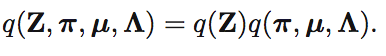 q(Z, π, μ, Λ) = q(Z)q(π, μ, Λ).